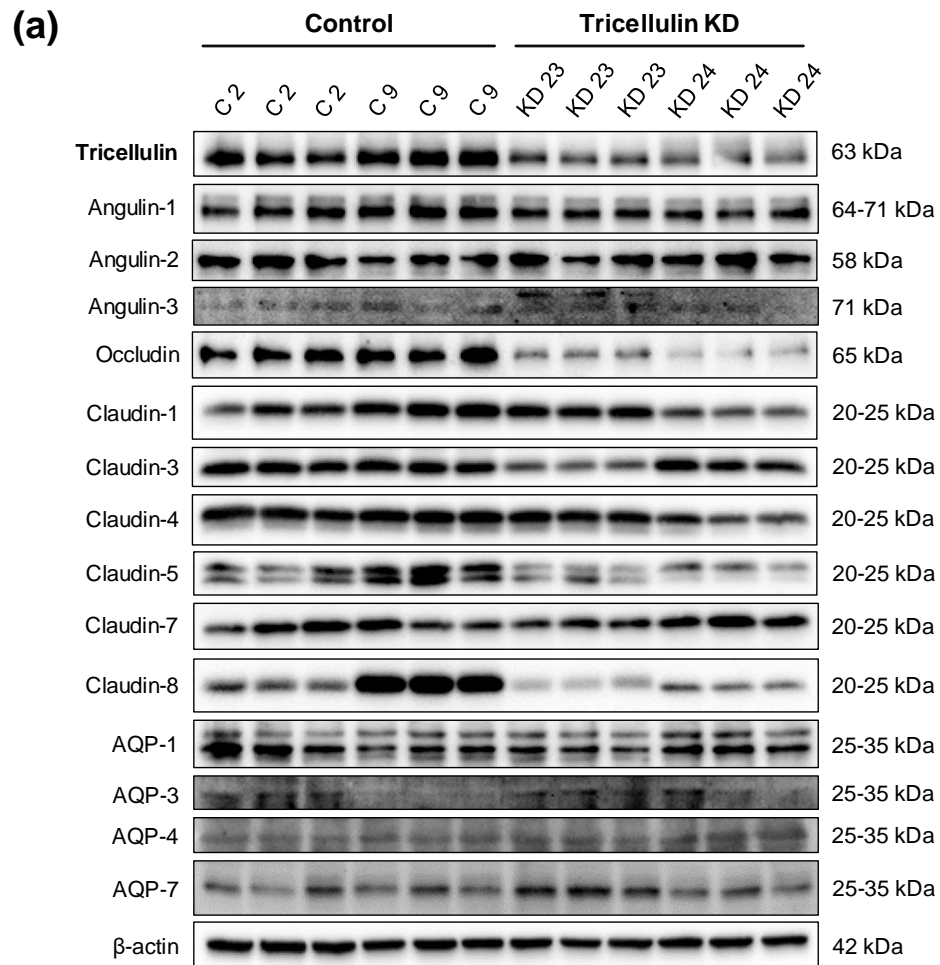 (a)
Control Tricellulin KD
C 2 C 2 C 2 C 9 C 9 C 9 KD 23 KD 23 KD 23 KD 24 KD 24 KD 24
Tricellulin 63 kDa
Angulin-1 64-71 kDa
Angulin-2 58 kDa
Angulin-3 71 kDa
Occludin 65 kDa
Claudin-1 20-25 kDa
Claudin-3 20-25 kDa
Claudin-4 20-25 kDa
Claudin-5 20-25 kDa
Claudin-7 20-25 kDa
Claudin-8 20-25 kDa
AQP-1 25-35 kDa
AQP-3 25-35 kDa
AQP-4 25-35 kDa
AQP-7 25-35 kDa
β-actin 42 kDa